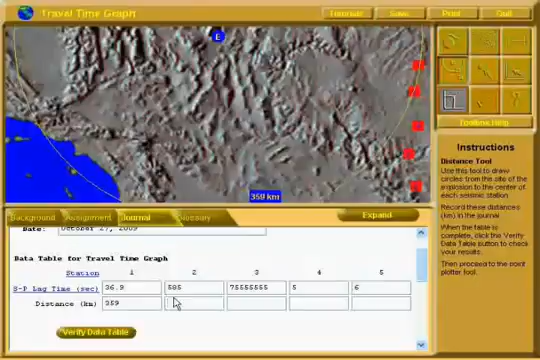 Travel Time Graph
Tutorials
Save
Print
Quit
E
359 km
Toolbox Help
Instructions
Distance Tool
Use this tool to draw
circles from the site of the
explosion to the center of
each seismic station
Record these distances
(km) in the journal
When the table is
complete, click the Verify
Data Table button to check
your results.
Then proceed to the point
plotter tool.
Background
Assignment
Journal
Glossary
Expand
Date: October 27, 2009
Data Table for Travel Time Graph
Station 1 2 3 4 5
S-P Lag Time (sec) 36.9 585 75555555 5 6
Distance (km) 359
Verify Data Table